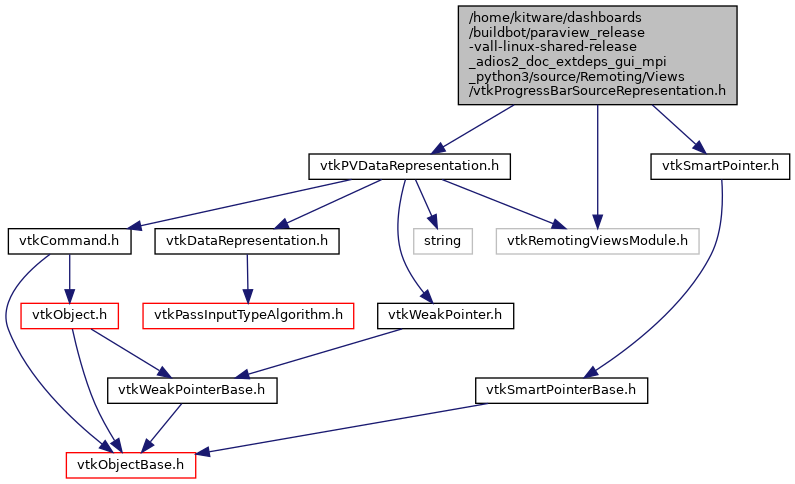 /home/kitware/dashboards
/buildbot/paraview_release
-vall-linux-shared-release
_adios2_doc_extdeps_gui_mpi
_python3/source/Remoting/Views
/vtkProgressBarSourceRepresentation.h
vtkPVDataRepresentation.h
vtkSmartPointer.h
vtkCommand.h
vtkDataRepresentation.h
string
vtkRemotingViewsModule.h
vtkObject.h
vtkPassInputTypeAlgorithm.h
vtkWeakPointer.h
vtkWeakPointerBase.h
vtkSmartPointerBase.h
vtkObjectBase.h